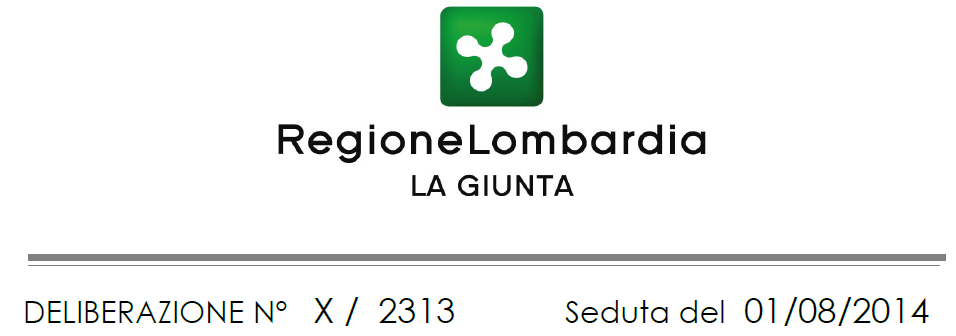 RegioneLombardia
LA GIUNTA
DELIBERAZIONE N° X / 2313 Seduta del 01/08/2014